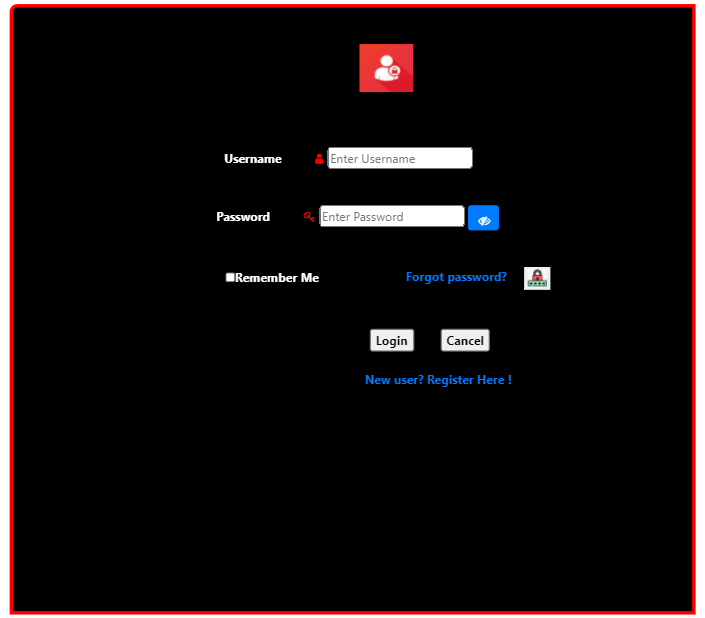 Username Enter Username
Password Enter Password
Remember Me Forgot password?
Login Cancel
New user? Register Here !